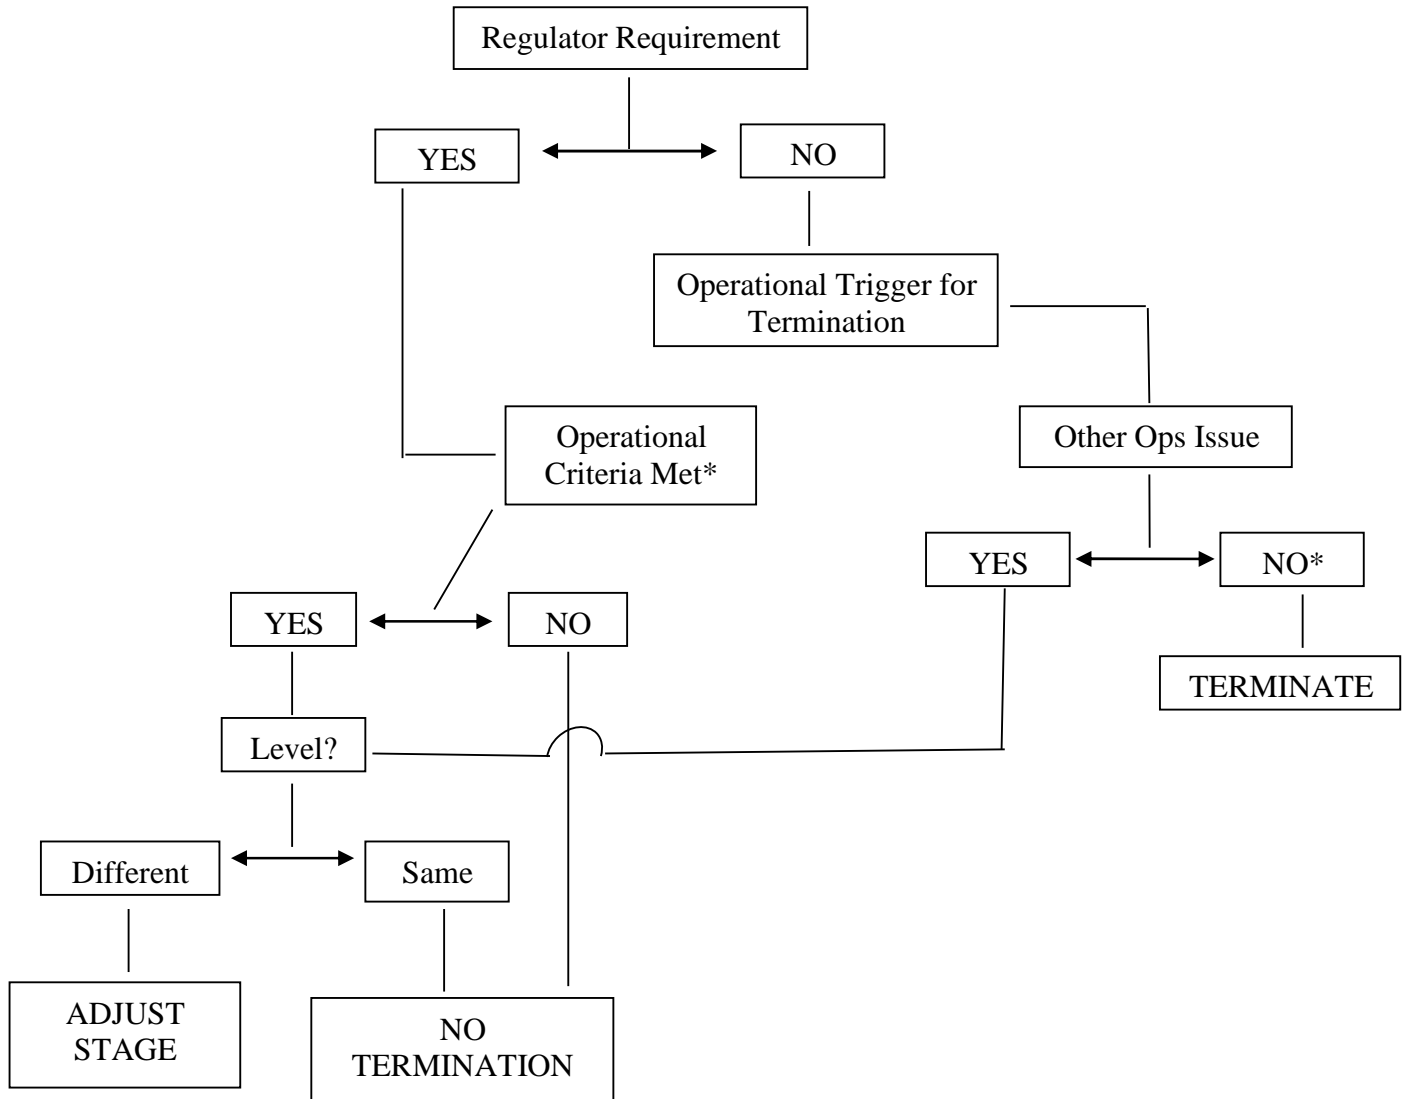 Regulator Requirement
YES
NO
Operational Trigger for
Termination
Operational
Criteria Met*
Other Ops Issue
YES
NO*
YES
NO
TERMINATE
Level?
Different
Same
ADJUST
STAGE
NO
TERMINATION